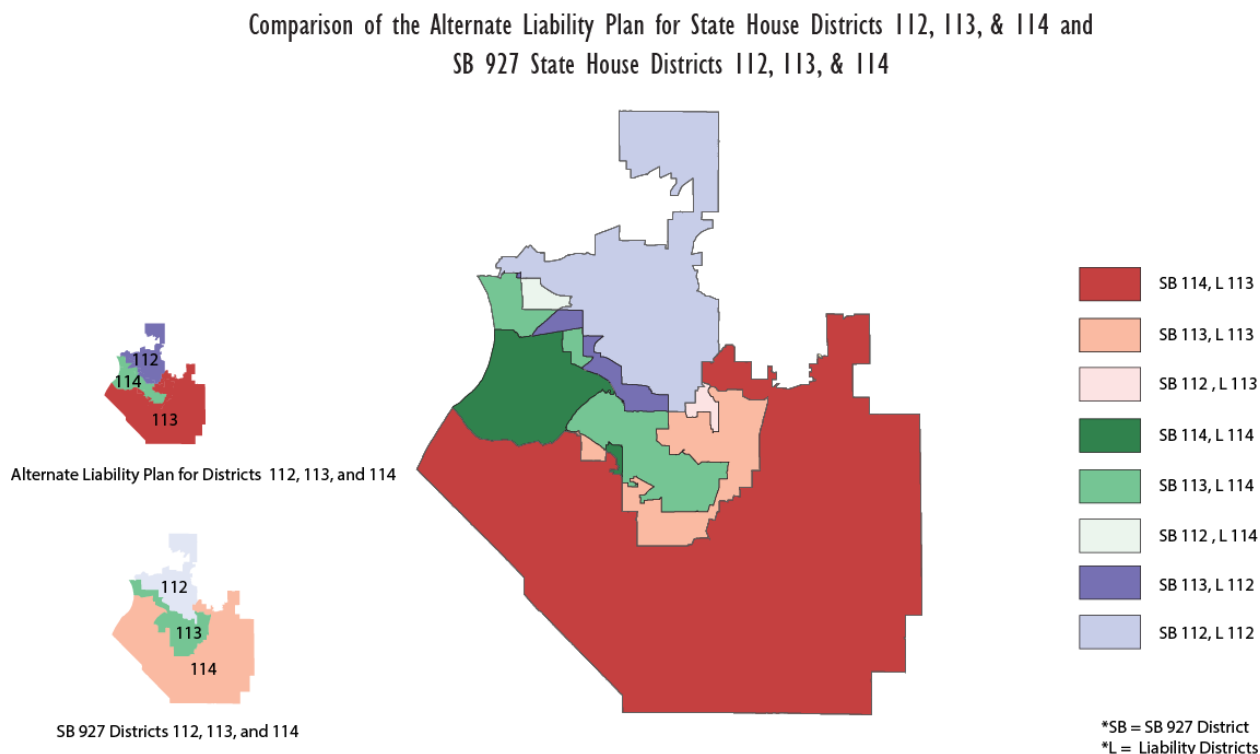 Comparison of the Alternate Liability Plan for State House Districts 112, 113, & 114 and
SB 927 State House Districts 112, 113, & 114
112
114
113
Alternate Liability Plan for Districts 112, 113, and 114
112
113
114
SB 927 Districts 112, 113, and 114
SB 114, L 113
SB 113, L 113
SB 112, L 113
SB 114, L 114
SB 113, L 114
SB 112 , L 114
SB 113, L 112
SB 112, L 112
*SB = SB 927 District
*L = Liability Districts